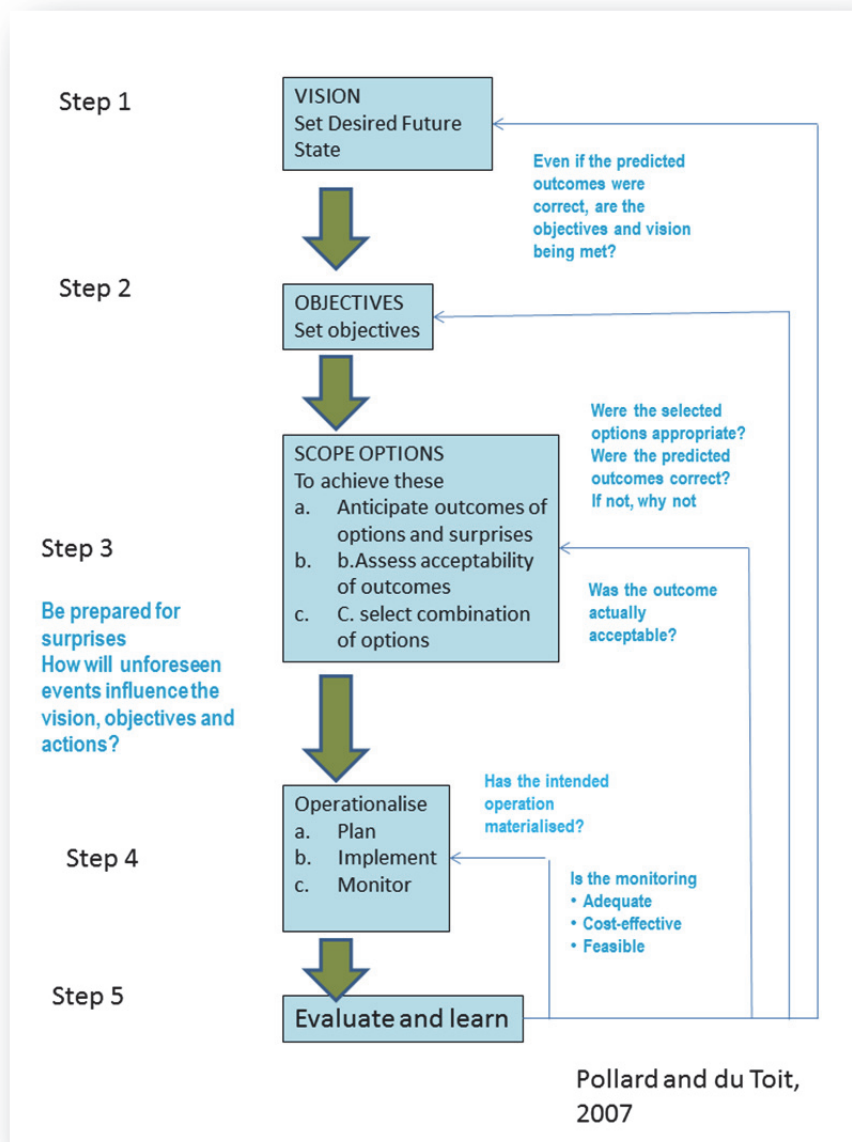 Step 1
VISION
Set Desired Future
State
Even if the predicted
outcomes were
correct, are the
objectives and vision
being met?
Step 2
OBJECTIVES
Set objectives
Were the selected
options appropriate?
Were the predicted
outcomes correct?
If not, why not
SCOPE OPTIONS
To achieve these
a. Anticipate outcomes of
options and surprises
b. b.Assess acceptability
of outcomes
c. C. select combination
of options
Step 3
Be prepared for
surprises
How will unforeseen
events influence the
vision, objectives and
actions?
Was the outcome
actually
acceptable?
Has the intended
operation
materialised?
Step 4
Operationalise
a. Plan
b. Implement
c. Monitor
Is the monitoring
• Adequate
• Cost-effective
• Feasible
Step 5
Evaluate and learn
Pollard and du Toit,
2007